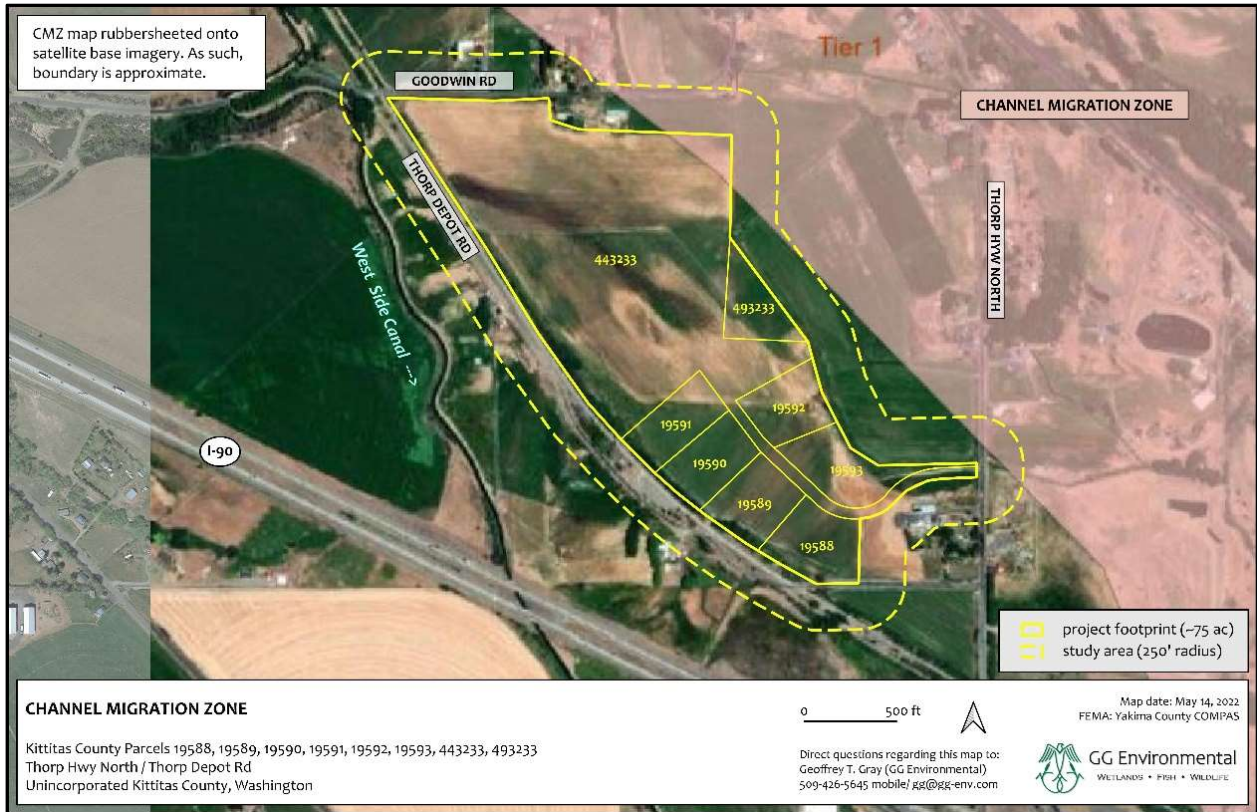 CMZ map rubbersheeted onto
satellite base imagery. As such,
boundary is approximate.
Tier 1
GOODWIN RD
CHANNEL MIGRATION ZONE
THORP DEPOT RD
THORP HYW NORTH
West Side Canal --->
443233
493233
I-90
19591
19592
19590
19593
19589
19588
project footprint (~75 ac)
study area (250' radius)
CHANNEL MIGRATION ZONE
Kittitas County Parcels 19588, 19589, 19590, 19591, 19592, 19593, 443233, 493233
Thorp Hwy North / Thorp Depot Rd
Unincorporated Kittitas County, Washington
0 500 ft
Direct questions regarding this map to:
Geoffrey T. Gray (GG Environmental)
509-426-5645 mobile/ gg@gg-env.com
Map date: May 14, 2022
FEMA: Yakima County COMPAS
GG Environmental
WETLANDS • FISH • WILDLIFE